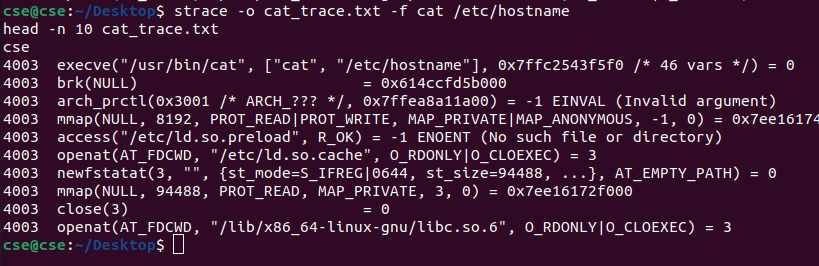 cse@cse:~/Desktop$ strace -o cat_trace.txt -f cat /etc/hostname
head -n 10 cat_trace.txt
cse
4003  execve("/usr/bin/cat", ["cat", "/etc/hostname"], 0x7ffc2543f5f0 /* 46 vars */) = 0
4003  brk(NULL)                         = 0x614ccfd5b000
4003  arch_prctl(0x3001 /* ARCH_??? */, 0x7ffea8a11a00) = -1 EINVAL (Invalid argument)
4003  mmap(NULL, 8192, PROT_READ|PROT_WRITE, MAP_PRIVATE|MAP_ANONYMOUS, -1, 0) = 0x7ee16174
4003  access("/etc/ld.so.preload", R_OK) = -1 ENOENT (No such file or directory)
4003  openat(AT_FDCWD, "/etc/ld.so.cache", O_RDONLY|O_CLOEXEC) = 3
4003  newfstatat(3, "", {st_mode=S_IFREG|0644, st_size=94488, ...}, AT_EMPTY_PATH) = 0
4003  mmap(NULL, 94488, PROT_READ, MAP_PRIVATE, 3, 0) = 0x7ee16172f000
4003  close(3)                          = 0
4003  openat(AT_FDCWD, "/lib/x86_64-linux-gnu/libc.so.6", O_RDONLY|O_CLOEXEC) = 3
cse@cse:~/Desktop$